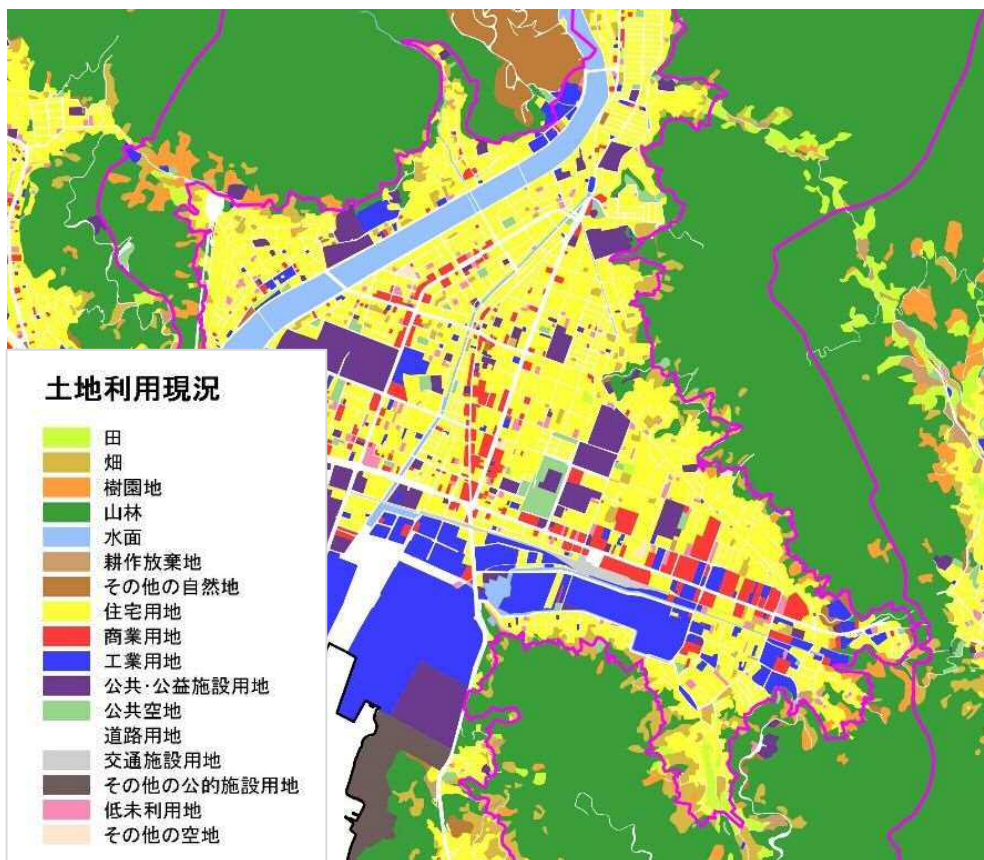 土地利用現況
田
畑
樹園地
山林
水面
耕作放棄地
その他の自然地
住宅用地
商業用地
工業用地
公共・公益施設用地
公共空地
道路用地
交通施設用地
その他の公的施設用地
低未利用地
その他の空地